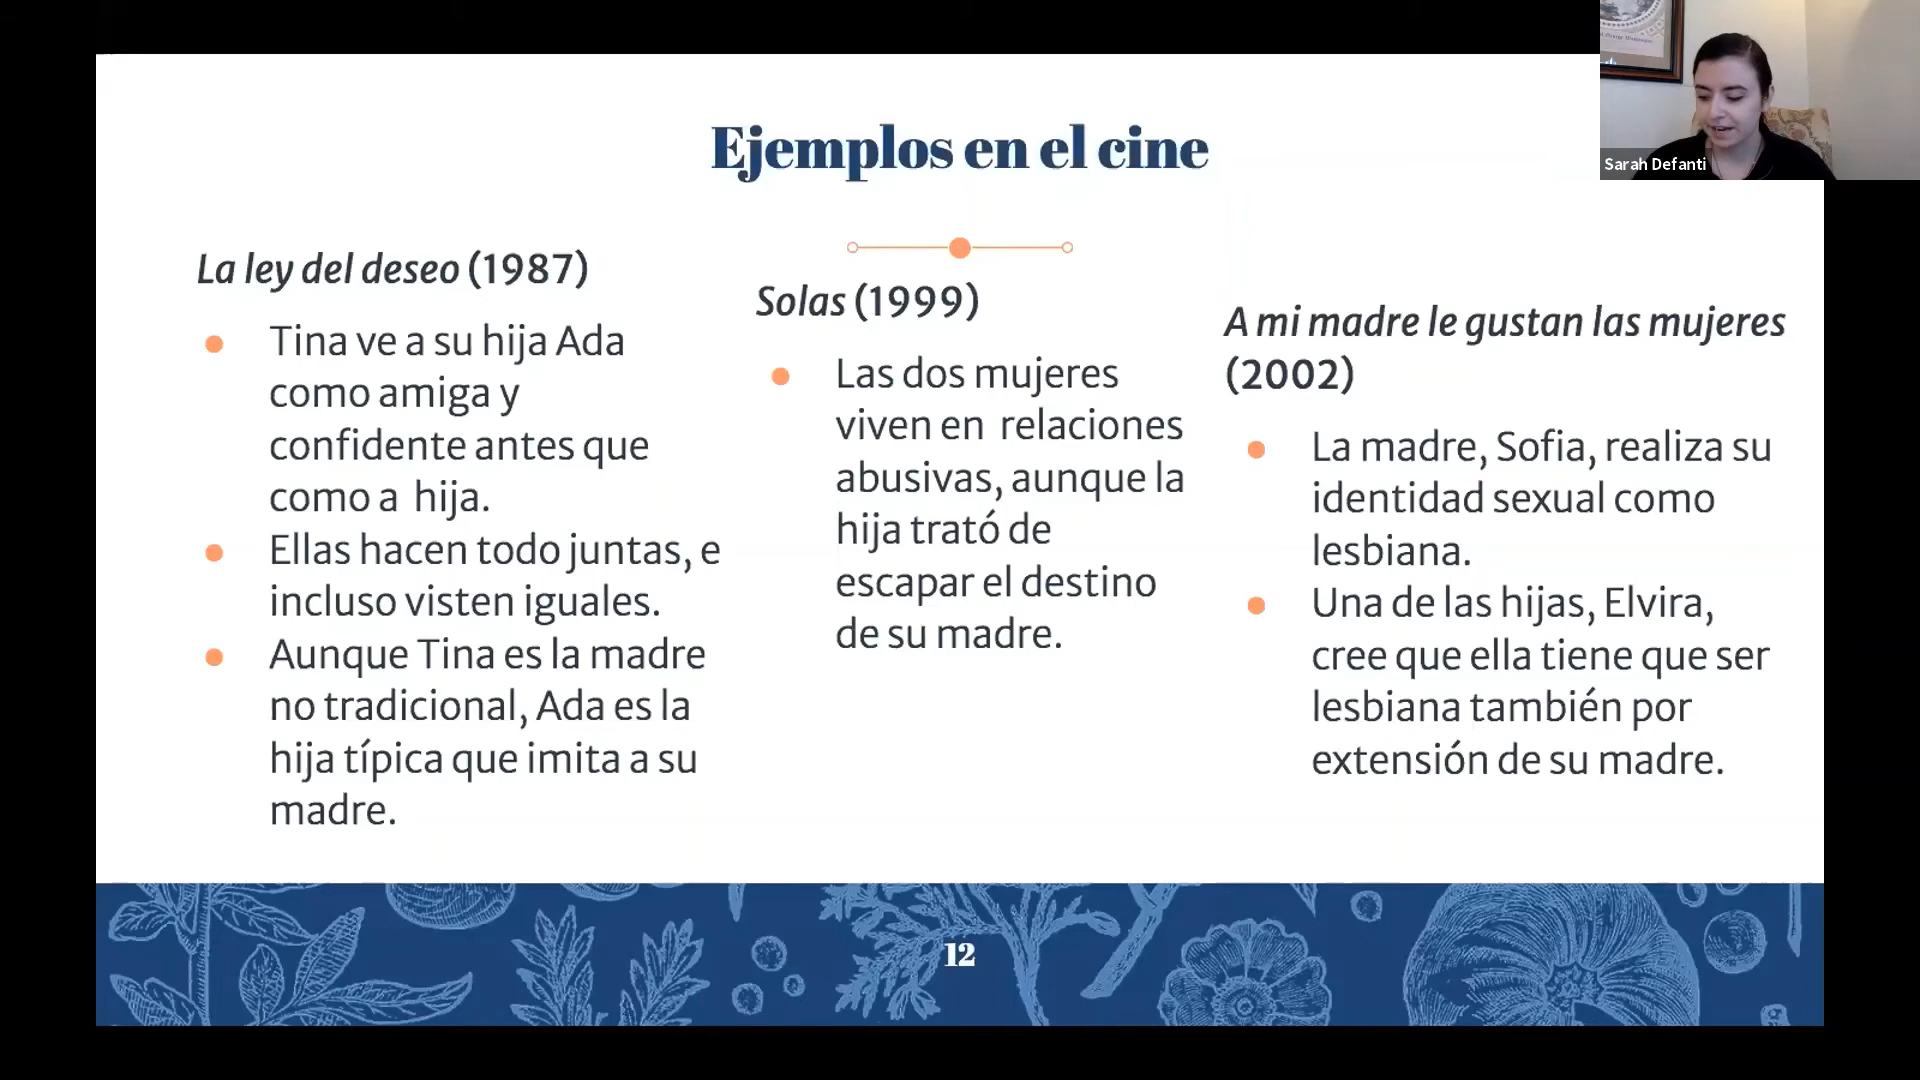 Ejemplos en el cine
La ley del deseo (1987)
Tina ve a su hija Ada
como amiga y
confidente antes que
como a hija.
Ellas hacen todo juntas, e
incluso visten iguales.
Aunque Tina es la madre
no tradicional, Ada es la
hija típica que imita a su
madre.
Solas (1999)
Las dos mujeres
viven en relaciones
abusivas, aunque la
hija trató de
escapar el destino
de su madre.
A mi madre le gustan las mujeres
(2002)
La madre, Sofia, realiza su
identidad sexual como
lesbiana.
Una de las hijas, Elvira,
cree que ella tiene que ser
lesbiana también por
extensión de su madre.
12
Sarah Defanti